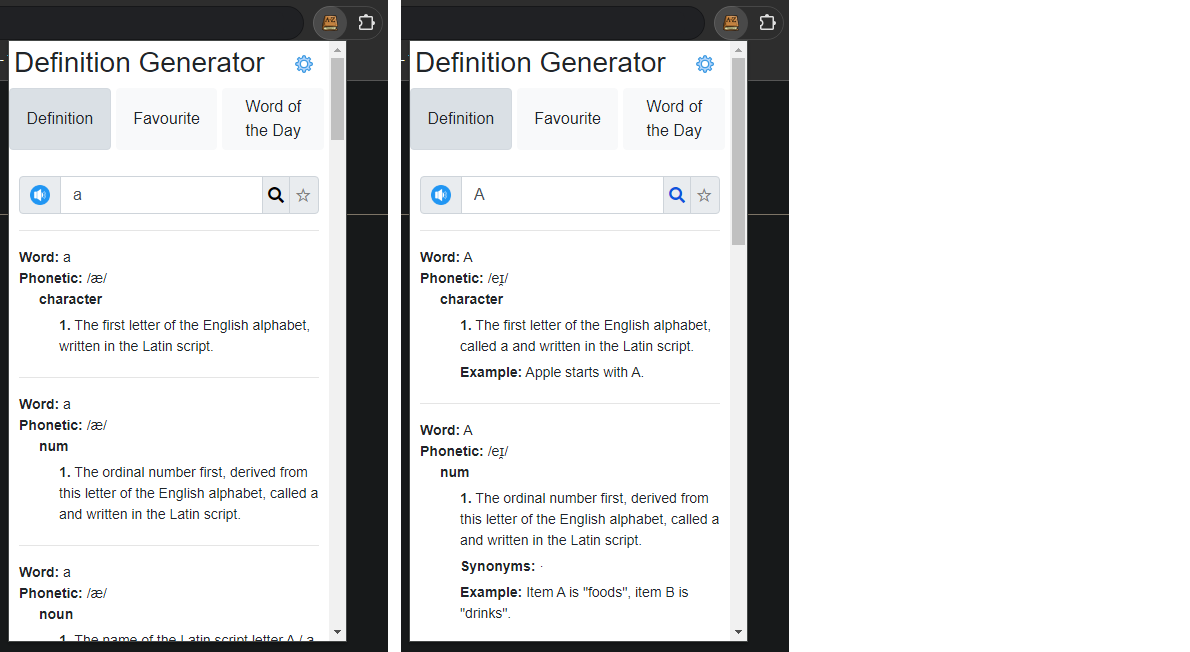 A-Z
Definition Generator
Definition
Favourite
Word of
the Day
a
Word: a
Phonetic: /æ/
character
1. The first letter of the English alphabet,
written in the Latin script.
Word: a
Phonetic: /æ/
num
1. The ordinal number first, derived from
this letter of the English alphabet, called a
and written in the Latin script.
Word: a
Phonetic: /æ/
noun
1. The name of the Latin script letter A / a.
A-Z
Definition Generator
Definition
Favourite
Word of
the Day
A
Word: A
Phonetic: /eɪ̯/
character
1. The first letter of the English alphabet,
called a and written in the Latin script.
Example: Apple starts with A.
Word: A
Phonetic: /eɪ̯/
num
1. The ordinal number first, derived from
this letter of the English alphabet, called a
and written in the Latin script.
Synonyms: ·
Example: Item A is "foods", item B is
"drinks".